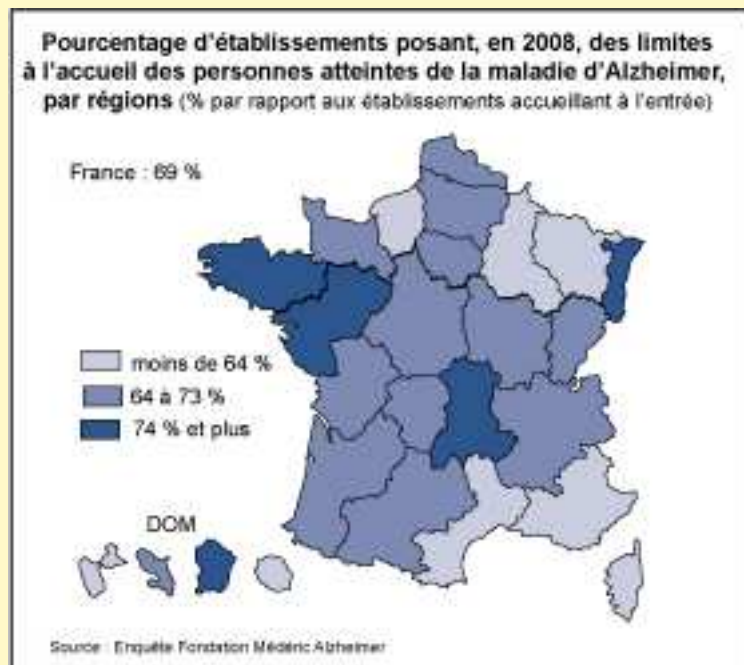 Pourcentage d'établissements posant, en 2008, des limites
à l'accueil des personnes atteintes de la maladie d'Alzheimer,
par régions (% par rapport aux établissements accueillant à l'entrée)
France : 69 %
moins de 64 %
64 à 73 %
74 % et plus
DOM
Source : Enquête Fondation Médéric Alzheimer